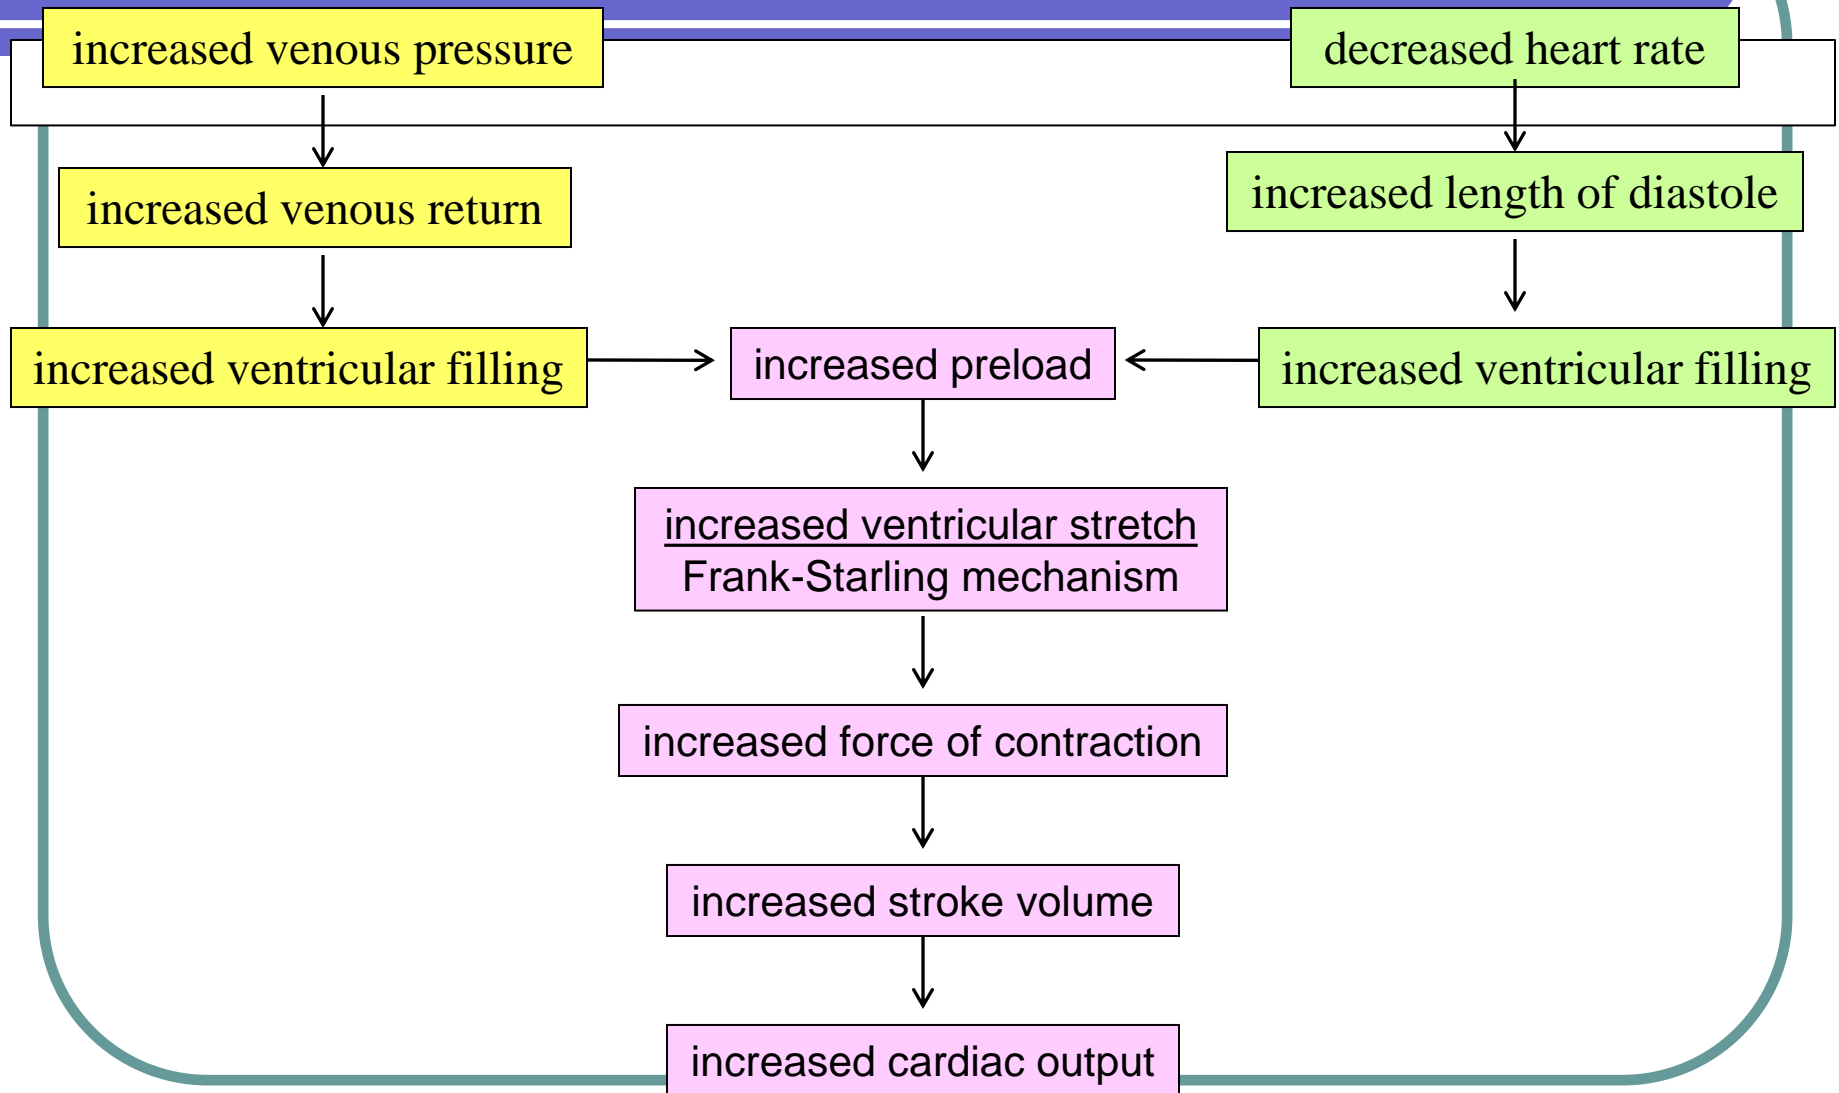 increased venous pressure
decreased heart rate
increased venous return
increased length of diastole
increased ventricular filling
increased preload
increased ventricular filling
increased ventricular stretch
Frank-Starling mechanism
increased force of contraction
increased stroke volume
increased cardiac output